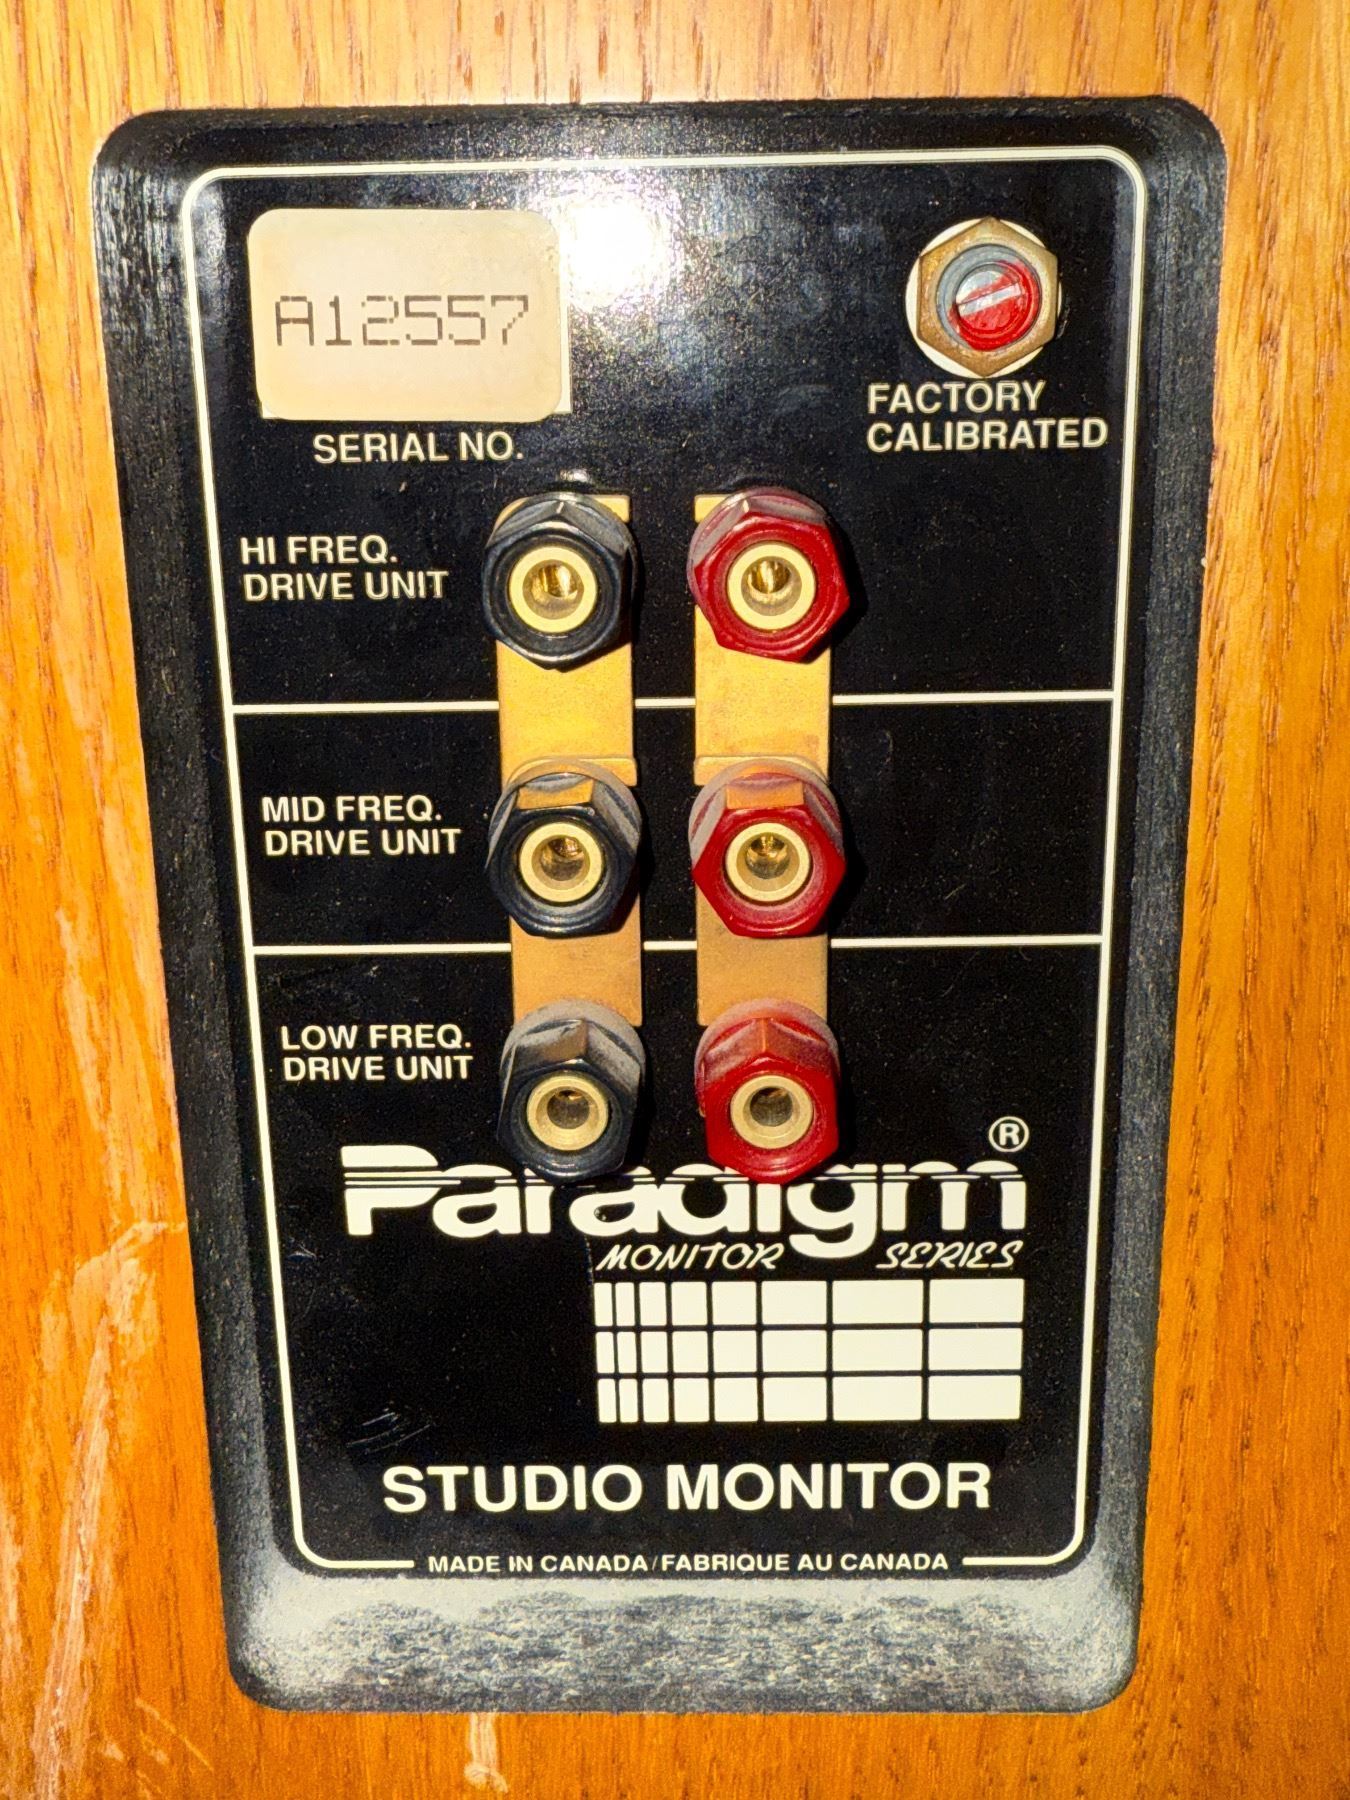 A12557
SERIAL NO.
FACTORY
CALIBRATED
HI FREQ.
DRIVE UNIT
MID FREQ.
DRIVE UNIT
LOW FREQ.
DRIVE UNIT
Paradigm®
MONITOR SERIES
STUDIO MONITOR
MADE IN CANADA/FABRIQUE AU CANADA